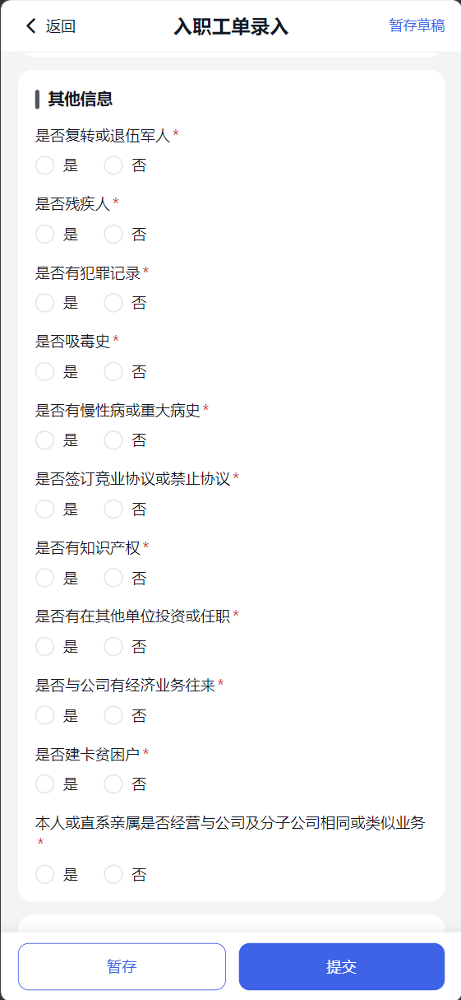 返回 入职工单录入 暂存草稿
其他信息
是否复转或退伍军人*
是 否
是否残疾人*
是 否
是否有犯罪记录*
是 否
是否吸毒史*
是 否
是否有慢性病或重大病史*
是 否
是否签订竞业协议或禁止协议*
是 否
是否有知识产权*
是 否
是否有在其他单位投资或任职*
是 否
是否与公司有经济业务往来*
是 否
是否建卡贫困户*
是 否
本人或直系亲属是否经营与公司及分子公司相同或类似业务
*
是 否
暂存 提交